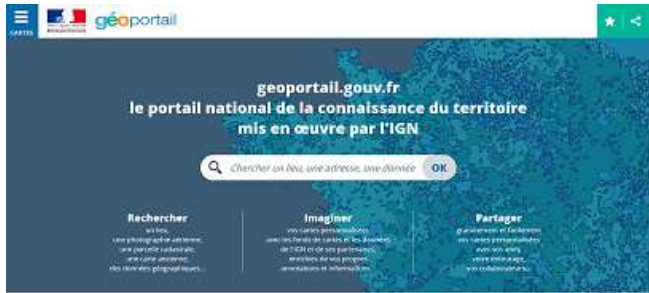 CARTES
géoportail
geoportail.gouv.fr
le portail national de la connaissance du territoire
mis en œuvre par l'IGN
Chercher un lieu, une adresse, une donnée
OK
Rechercher
un lieu,
une photographie aérienne,
une parcelle cadastrale,
une carte ancienne,
des données géographiques...
Imaginer
vos cartes personnalisées
avec les fonds de cartes et les données
de l'IGN et de ses partenaires,
enrichies de vos propres
annotations et informations
Partager
gratuitement et facilement
vos cartes personnalisées
avec vos amis,
votre entourage,
vos collaborateurs...